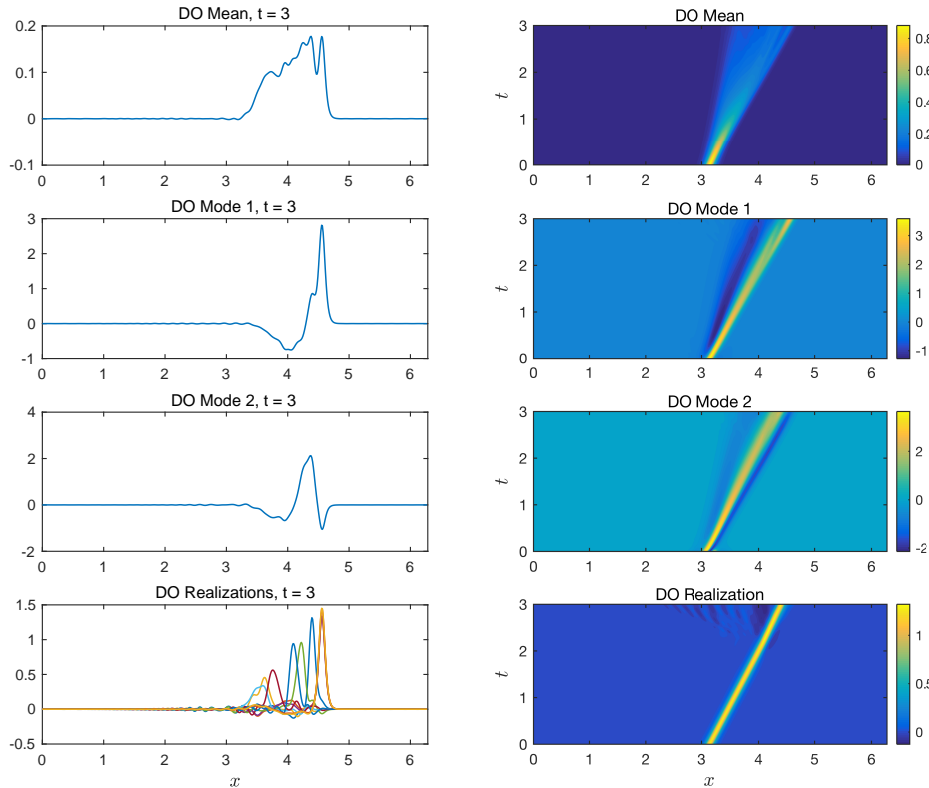 DO Mean, t = 3
0.2
0.1
0
-0.1
0 1 2 3 4 5 6
DO Mean
3
2
1
0
t
0 1 2 3 4 5 6
0.8
0.6
0.4
0.2
0
DO Mode 1, t = 3
3
2
1
0
-1
0 1 2 3 4 5 6
DO Mode 1
3
2
1
0
t
0 1 2 3 4 5 6
3
2
1
0
-1
DO Mode 2, t = 3
4
2
0
-2
0 1 2 3 4 5 6
DO Mode 2
3
2
1
0
t
0 1 2 3 4 5 6
2
0
-2
DO Realizations, t = 3
1.5
1
0.5
0
-0.5
0 1 2 3 4 5 6
x
DO Realization
3
2
1
0
t
0 1 2 3 4 5 6
x
1
0.5
0